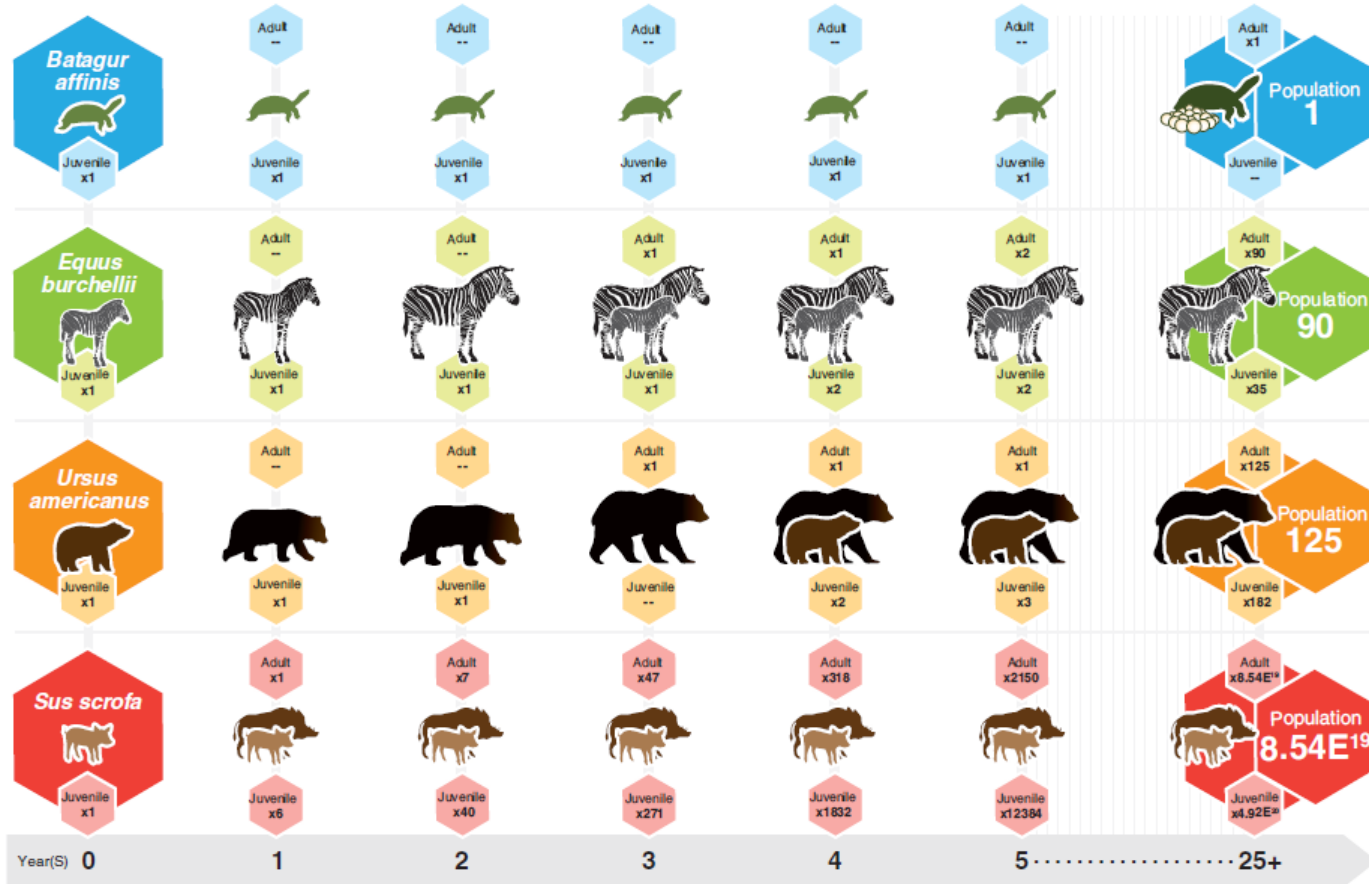 Batagur
affinis
Juvenile
x1
Adult
--
Juvenile
x1
Adult
--
Juvenile
x1
Adult
--
Juvenile
x1
Adult
--
Juvenile
x1
Adult
--
Juvenile
x1
Adult
x1
Population
1
Juvenile
--
Equus
burchellii
Juvenile
x1
Adult
--
Juvenile
x1
Adult
--
Juvenile
x1
Adult
x1
Juvenile
x1
Adult
x1
Juvenile
x2
Adult
x2
Juvenile
x2
Adult
x90
Population
90
Juvenile
x35
Ursus
americanus
Juvenile
x1
Adult
--
Juvenile
x1
Adult
--
Juvenile
x1
Adult
x1
Juvenile
--
Adult
x1
Juvenile
x2
Adult
x1
Juvenile
x3
Adult
x125
Population
125
Juvenile
x182
Sus scrofa
Juvenile
x1
Adult
x1
Juvenile
x6
Adult
x7
Juvenile
x40
Adult
x47
Juvenile
x271
Adult
x318
Juvenile
x1832
Adult
x2150
Juvenile
x12384
Adult
x8.54E¹⁹
Population
8.54E¹⁹
Juvenile
x4.92E²⁰
Year(S) 0 1 2 3 4 5 ··················· 25+